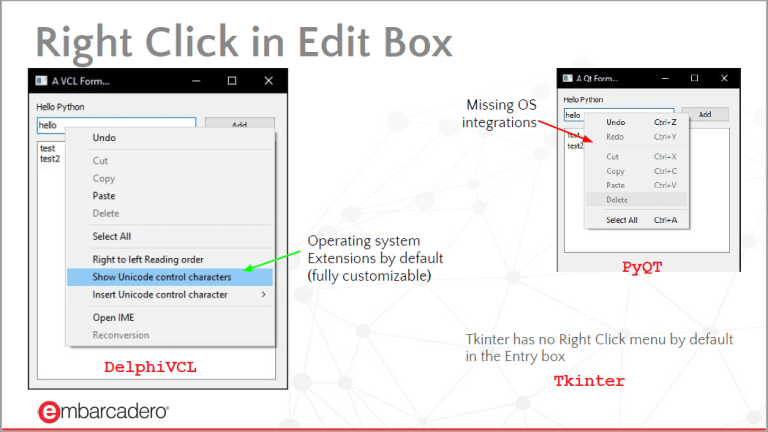 Right Click in Edit Box
A VCL Form...
Hello Python
hello
Add
test
test2
Undo
Cut
Copy
Paste
Delete
Select All
Right to left Reading order
Show Unicode control characters
Insert Unicode control character
Open IME
Reconversion
DelphiVCL
Operating system
Extensions by default
(fully customizable)
Missing OS
integrations
A Qt Form...
Hello Python
hello
Add
test
test2
Undo Ctrl+Z
Redo Ctrl+Y
Cut Ctrl+X
Copy Ctrl+C
Paste Ctrl+V
Delete
Select All Ctrl+A
PyQT
Tkinter has no Right Click menu by default
in the Entry box
Tkinter
embarcadero®